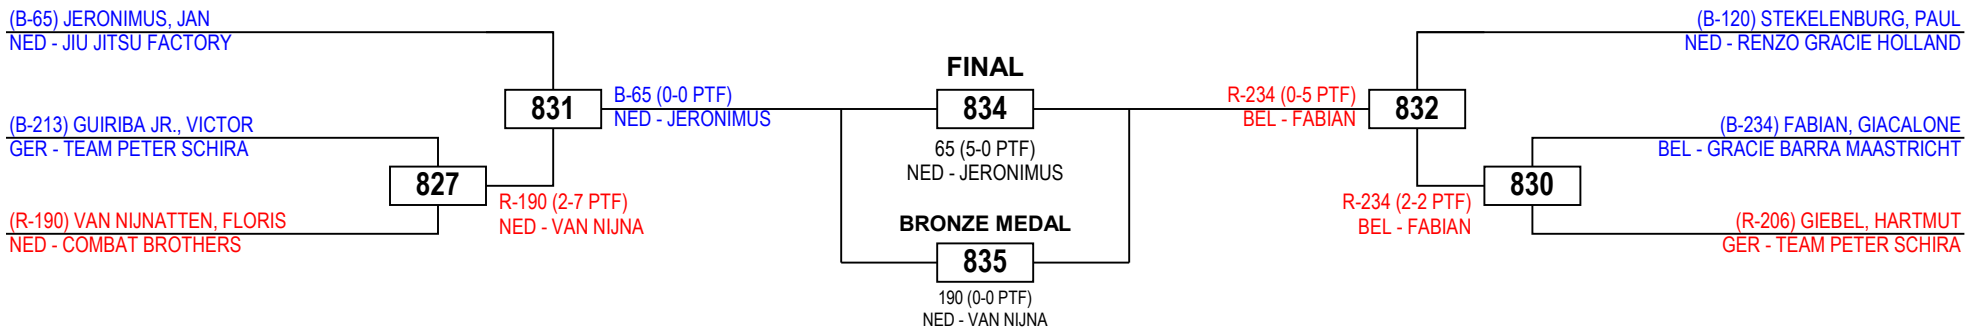 (B-65) JERONIMUS, JAN
NED - JIU JITSU FACTORY
(B-213) GUIRIBA JR., VICTOR
GER - TEAM PETER SCHIRA
(R-190) VAN NIJNATTEN, FLORIS
NED - COMBAT BROTHERS
827
831
R-190 (2-7 PTF)
NED - VAN NIJNA
B-65 (0-0 PTF)
NED - JERONIMUS
FINAL
834
65 (5-0 PTF)
NED - JERONIMUS
BRONZE MEDAL
835
190 (0-0 PTF)
NED - VAN NIJNA
R-234 (0-5 PTF)
BEL - FABIAN
832
R-234 (2-2 PTF)
BEL - FABIAN
830
(B-120) STEKELENBURG, PAUL
NED - RENZO GRACIE HOLLAND
(B-234) FABIAN, GIACALONE
BEL - GRACIE BARRA MAASTRICHT
(R-206) GIEBEL, HARTMUT
GER - TEAM PETER SCHIRA